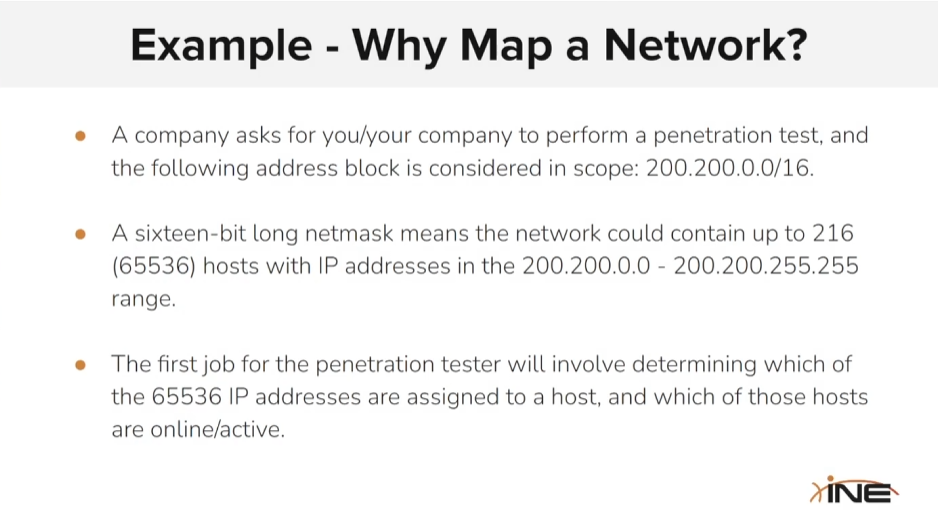 Example - Why Map a Network?
● A company asks for you/your company to perform a penetration test, and
the following address block is considered in scope: 200.200.0.0/16.
● A sixteen-bit long netmask means the network could contain up to 216
(65536) hosts with IP addresses in the 200.200.0.0 - 200.200.255.255
range.
● The first job for the penetration tester will involve determining which of
the 65536 IP addresses are assigned to a host, and which of those hosts
are online/active.
INE